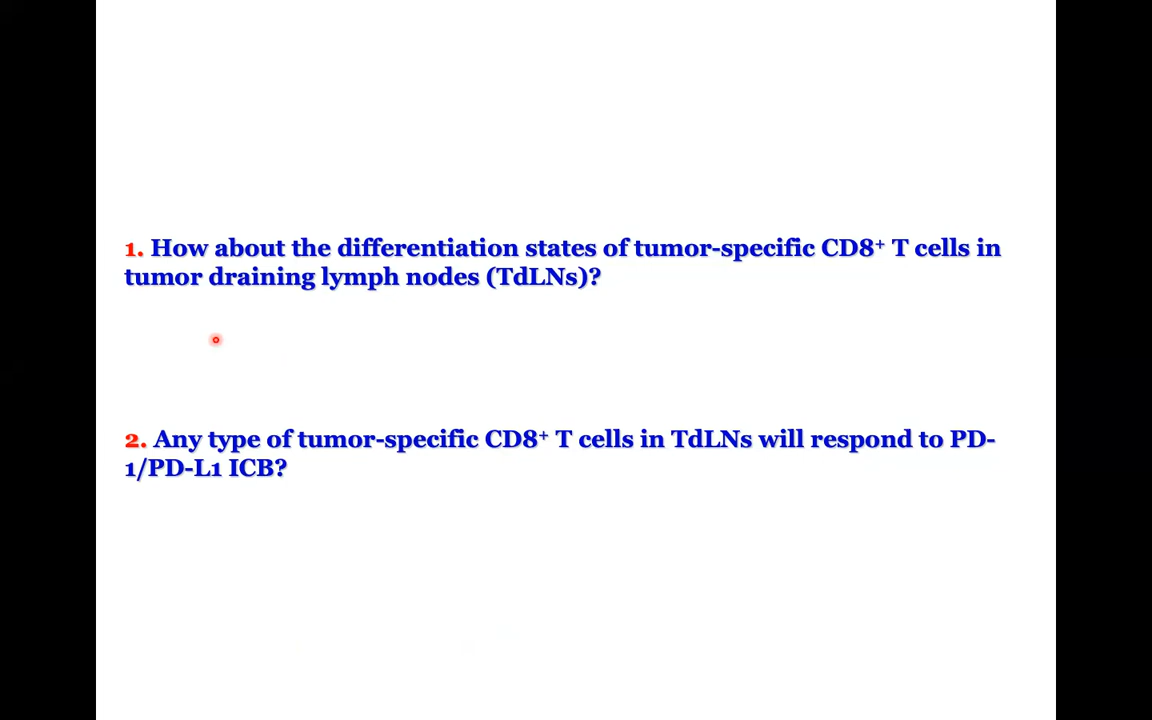 1. How about the differentiation states of tumor-specific CD8⁺ T cells in
tumor draining lymph nodes (TdLNs)?
2. Any type of tumor-specific CD8⁺ T cells in TdLNs will respond to PD-
1/PD-L1 ICB?